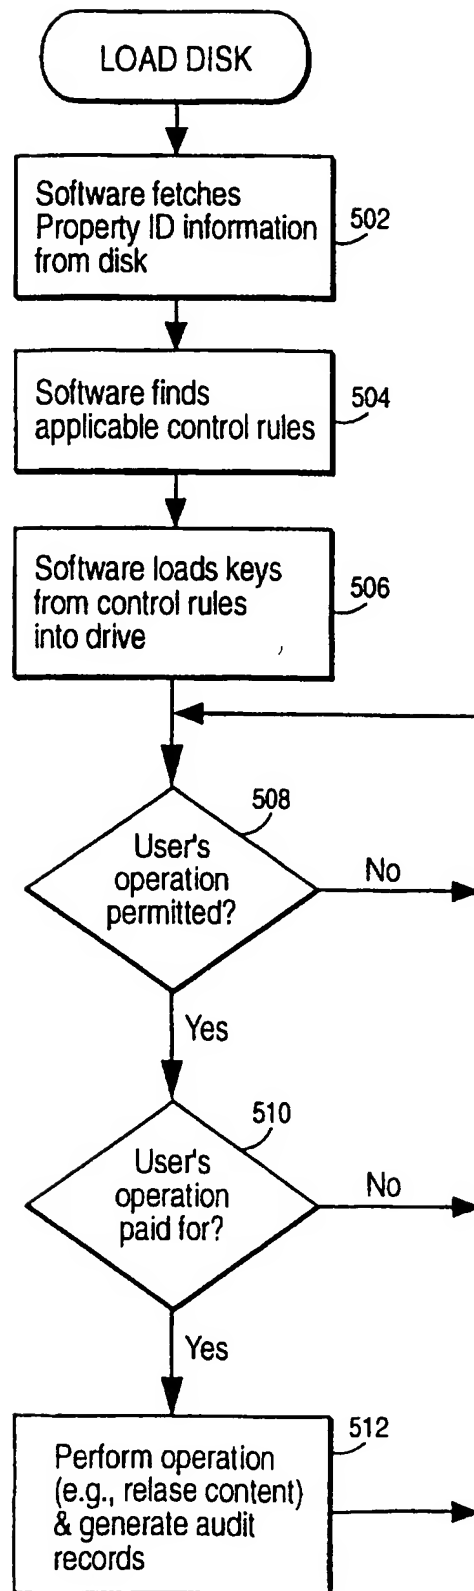 LOAD DISK
Software fetches
Property ID information
from disk
502
Software finds
applicable control rules
504
Software loads keys
from control rules
into drive
506
508
User's
operation
permitted?
No
Yes
510
User's
operation
paid for?
No
Yes
512
Perform operation
(e.g., relase content)
& generate audit
records